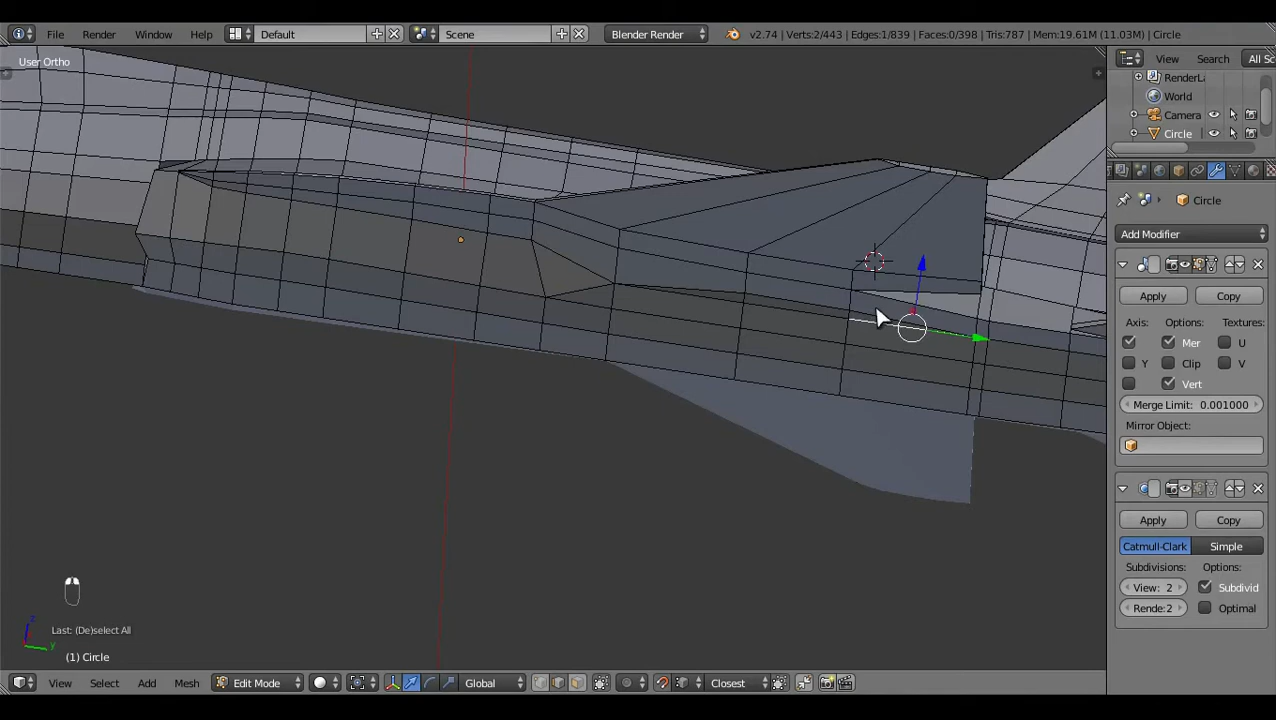 File Render Window Help Default Scene Blender Render v2.74 | Verts:2/443 | Edges:1/839 | Faces:0/398 | Tris:787 | Mem:19.61M (11.03M) | Circle
User Ortho
View Search All Sc
RenderLa
World
Camera
Circle
Circle
Add Modifier
Apply Copy
Axis: Options: Textures:
Mer U
Y Clip V
Vert
Merge Limit: 0.001000
Mirror Object:
Apply Copy
Catmull-Clark Simple
Subdivisions: Options:
View: 2 Subdivid
Rende:2 Optimal
z
y
Last: (De)select All
(1) Circle
View Select Add Mesh Edit Mode Global Closest